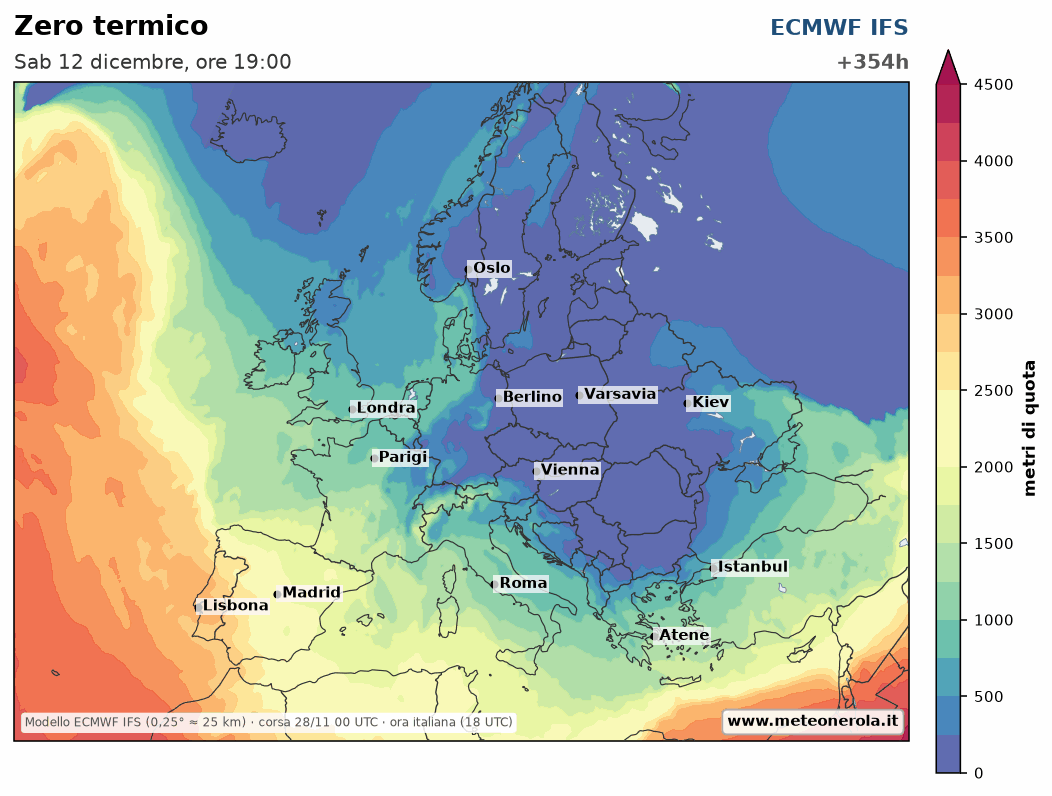 Zero termico
ECMWF IFS
Sab 12 dicembre, ore 19:00
+354h
4500
4000
3500
3000
2500
2000
1500
1000
500
0
metri di quota
Oslo
Berlino
Varsavia
Kiev
Londra
Parigi
Vienna
Istanbul
Roma
Madrid
Lisbona
Atene
Modello ECMWF IFS (0,25° ≈ 25 km) · corsa 28/11 00 UTC · ora italiana (18 UTC)
www.meteonerola.it